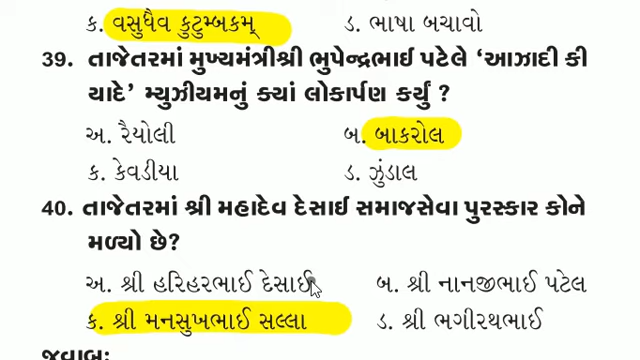 ક. વસુધૈવ કુટુમ્બકમ્ ડ. ભાષા બચાવો
39. તાજેતરમાં મુખ્યમંત્રીશ્રી ભુપેન્દ્રભાઈ પટેલે ‘આઝાદી કી
યાદે’ મ્યુઝીયમનું ક્યાં લોકાર્પણ કર્યું ?
અ. રૈયોલી બ. બાકરોલ
ક. કેવડીયા ડ. ઝુંડાલ
40. તાજેતરમાં શ્રી મહાદેવ દેસાઈ સમાજસેવા પુરસ્કાર કોને
મળ્યો છે?
અ. શ્રી હરિહરભાઈ દેસાઈ બ. શ્રી નાનજીભાઈ પટેલ
ક. શ્રી મનસુખભાઈ સલ્લા ડ. શ્રી ભગીરથભાઈ
જવાબઃ